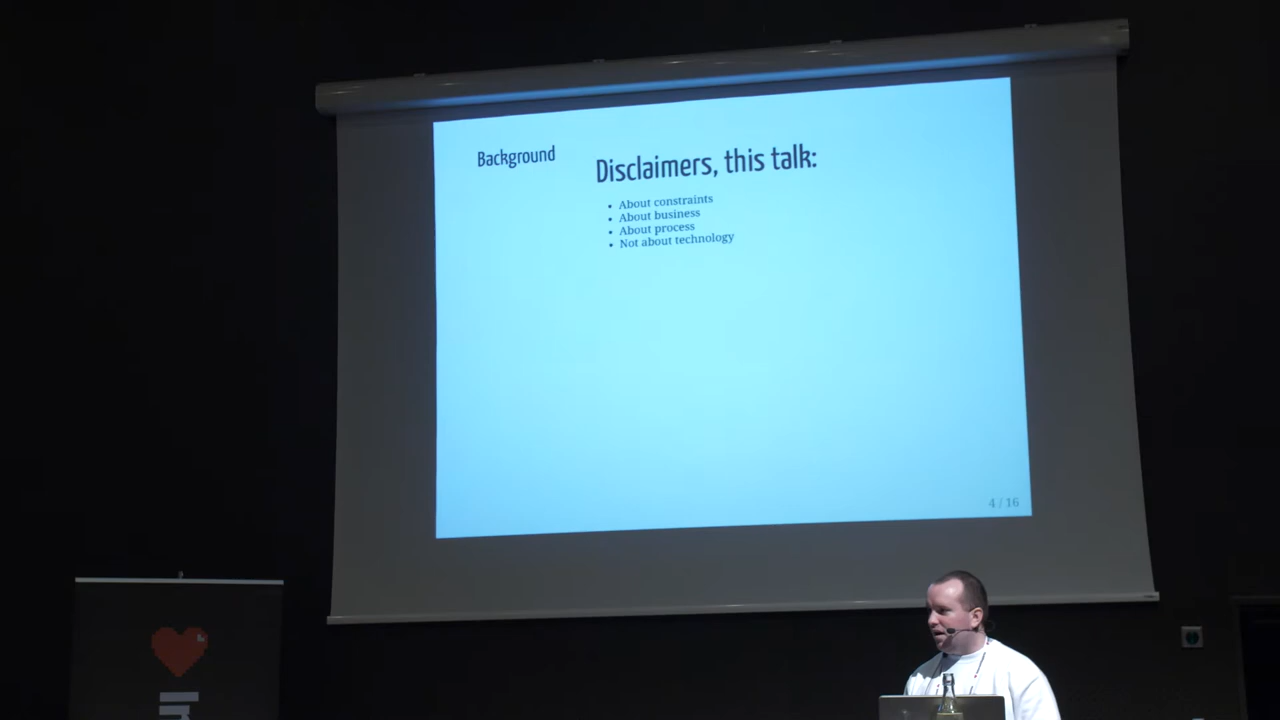 Background
Disclaimers, this talk:
• About constraints
• About business
• About process
• Not about technology
4 / 16